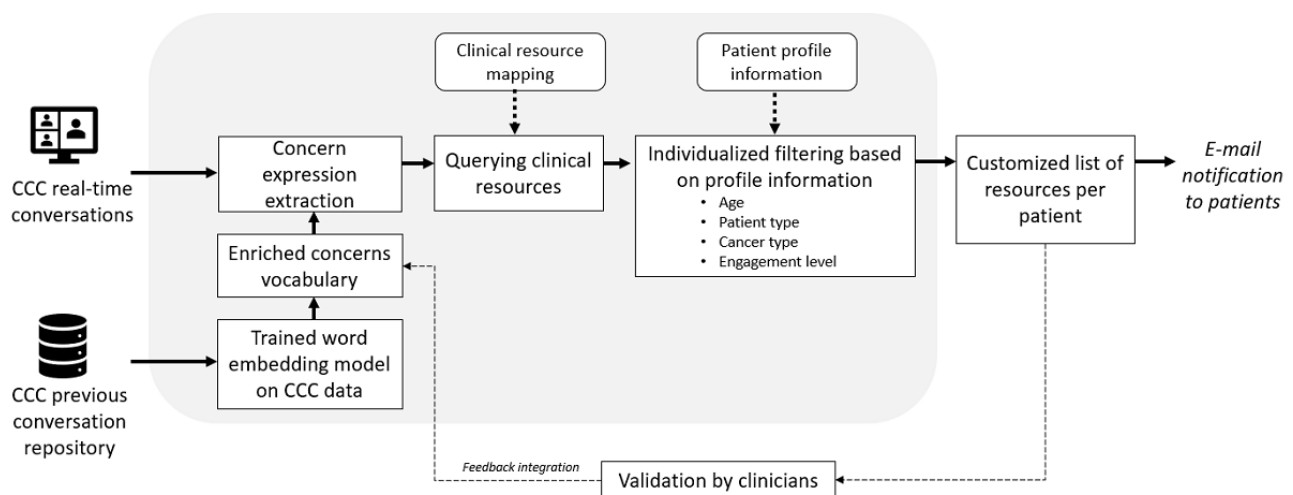 Clinical resource
mapping
Patient profile
information
CCC real-time
conversations
Concern
expression
extraction
Querying clinical
resources
Individualized filtering based
on profile information
• Age
• Patient type
• Cancer type
• Engagement level
Customized list of
resources per
patient
E-mail
notification
to patients
Enriched concerns
vocabulary
Trained word
embedding model
on CCC data
CCC previous
conversation
repository
Feedback integration
Validation by clinicians